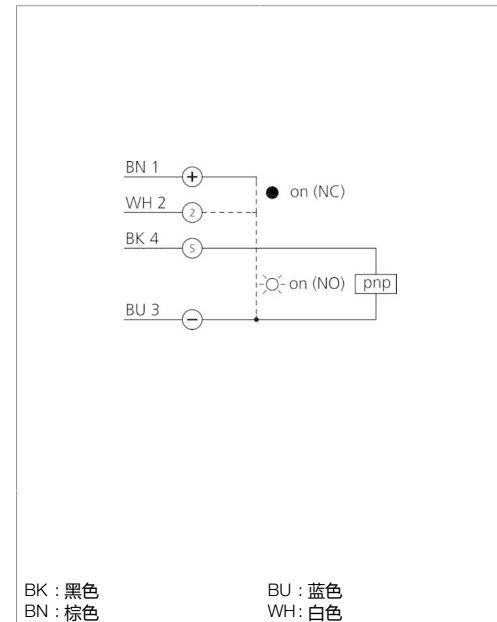 BN 1
+
on (NC)
WH 2
2
BK 4
S
on (NO)
pnp
BU 3
−
BK : 黑色
BU : 蓝色
BN : 棕色
WH: 白色